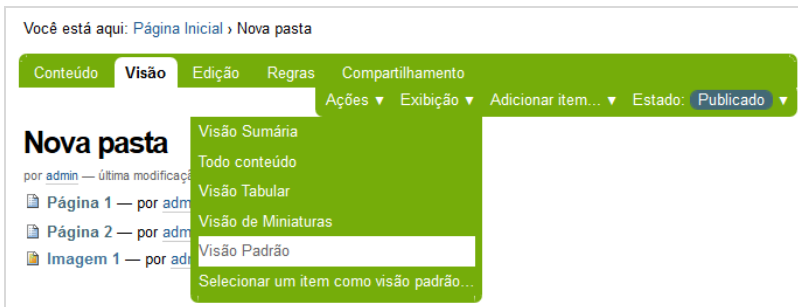 Você está aqui: Página Inicial › Nova pasta
Conteúdo Visão Edição Regras Compartilhamento
Ações ▼ Exibição ▼ Adicionar item... ▼ Estado: Publicado ▼
Nova pasta
por admin — última modificaçã
Página 1 — por adm
Página 2 — por adm
Imagem 1 — por adm
Visão Sumária
Todo conteúdo
Visão Tabular
Visão de Miniaturas
Visão Padrão
Selecionar um item como visão padrão...